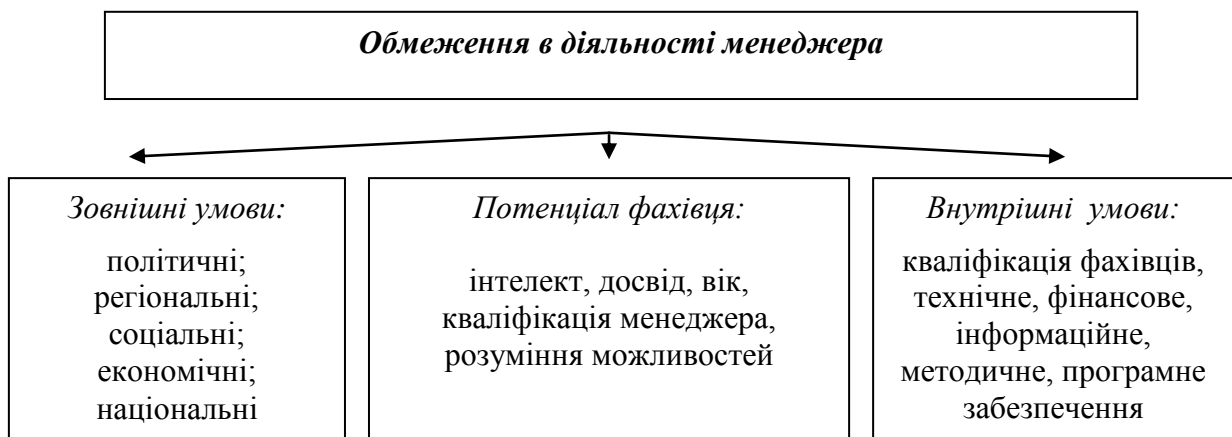 Обмеження в діяльності менеджера
Зовнішні умови:
політичні;
регіональні;
соціальні;
економічні;
національні
Потенціал фахівця:
інтелект, досвід, вік,
кваліфікація менеджера,
розуміння можливостей
Внутрішні умови:
кваліфікація фахівців,
технічне, фінансове,
інформаційне,
методичне, програмне
забезпечення